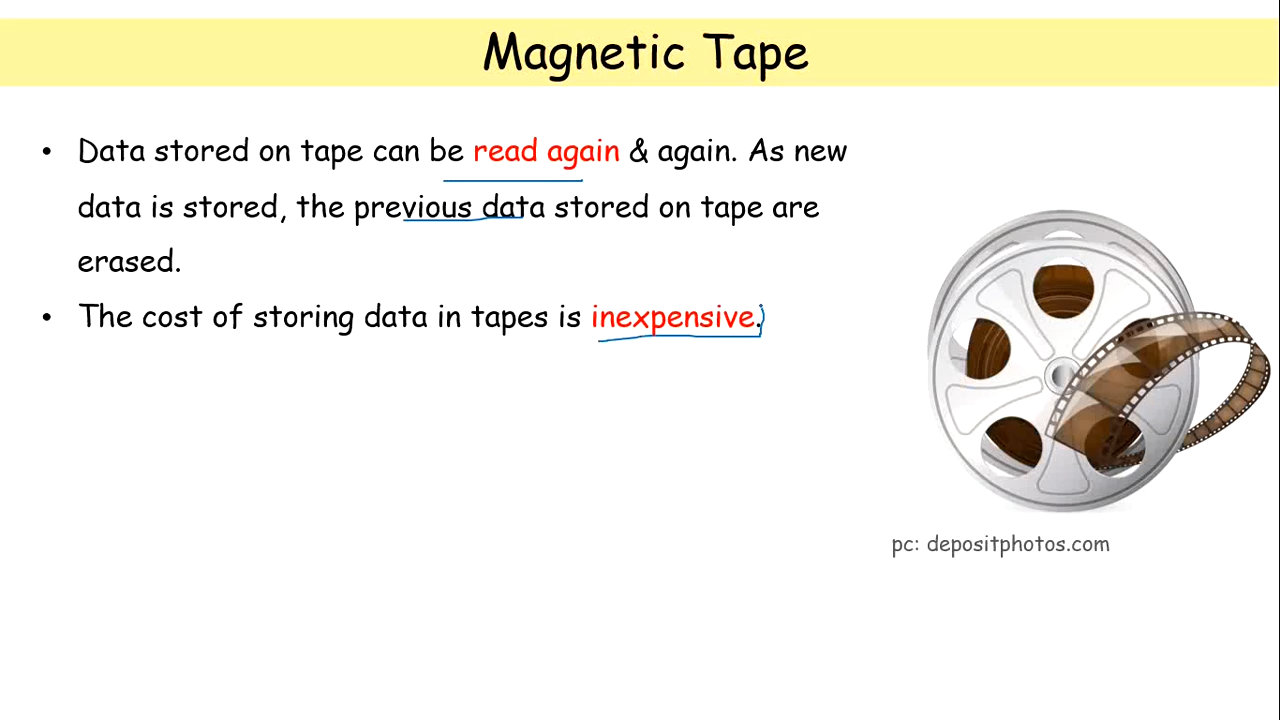 Magnetic Tape
• Data stored on tape can be read again & again. As new
data is stored, the previous data stored on tape are
erased.
• The cost of storing data in tapes is inexpensive.
pc: depositphotos.com